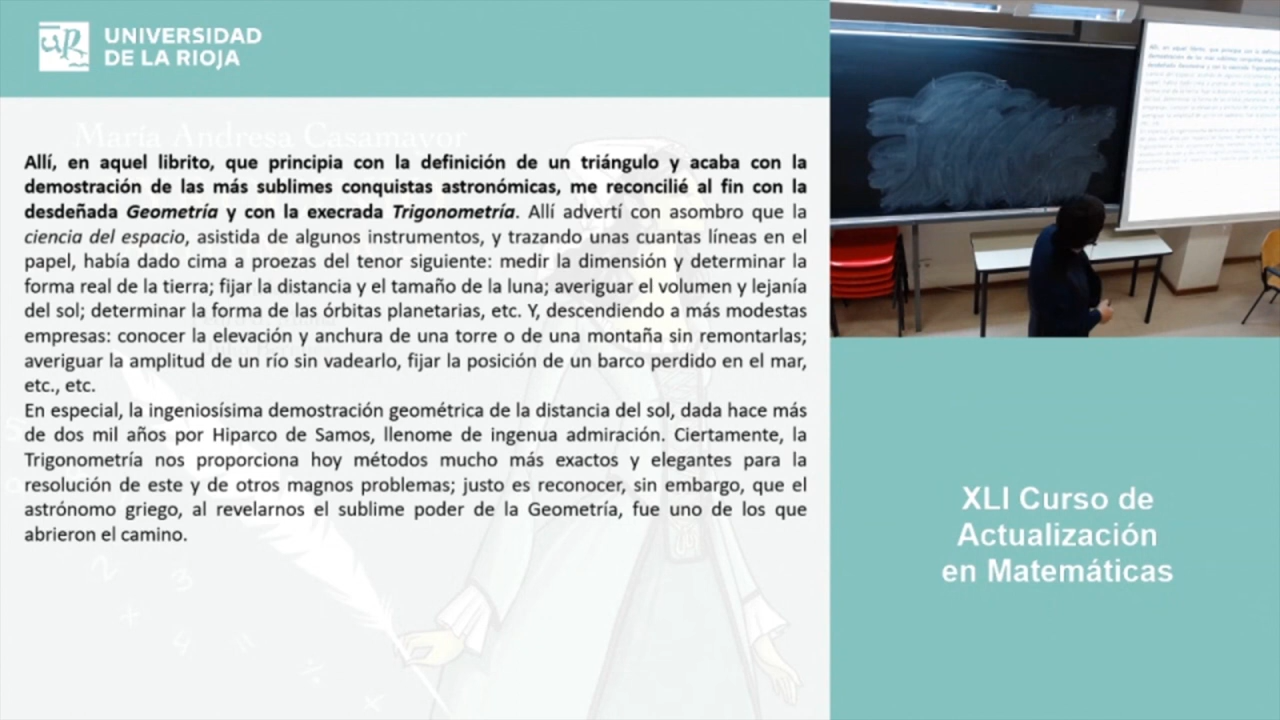 UNIVERSIDAD
DE LA RIOJA
María Andresa Casamayor
Allí, en aquel librito, que principia con la definición de un triángulo y acaba con la
demostración de las más sublimes conquistas astronómicas, me reconcilié al fin con la
desdeñada Geometría y con la execrada Trigonometría. Allí advertí con asombro que la
ciencia del espacio, asistida de algunos instrumentos, y trazando unas cuantas líneas en el
papel, había dado cima a proezas del tenor siguiente: medir la dimensión y determinar la
forma real de la tierra; fijar la distancia y el tamaño de la luna; averiguar el volumen y lejanía
del sol; determinar la forma de las órbitas planetarias, etc. Y, descendiendo a más modestas
empresas: conocer la elevación y anchura de una torre o de una montaña sin remontarlas;
averiguar la amplitud de un río sin vadearlo, fijar la posición de un barco perdido en el mar,
etc., etc.
En especial, la ingeniosísima demostración geométrica de la distancia del sol, dada hace más
de dos mil años por Hiparco de Samos, llenome de ingenua admiración. Ciertamente, la
Trigonometría nos proporciona hoy métodos mucho más exactos y elegantes para la
resolución de este y de otros magnos problemas; justo es reconocer, sin embargo, que el
astrónomo griego, al revelarnos el sublime poder de la Geometría, fue uno de los que
abrieron el camino.
XLI Curso de
Actualización
en Matemáticas